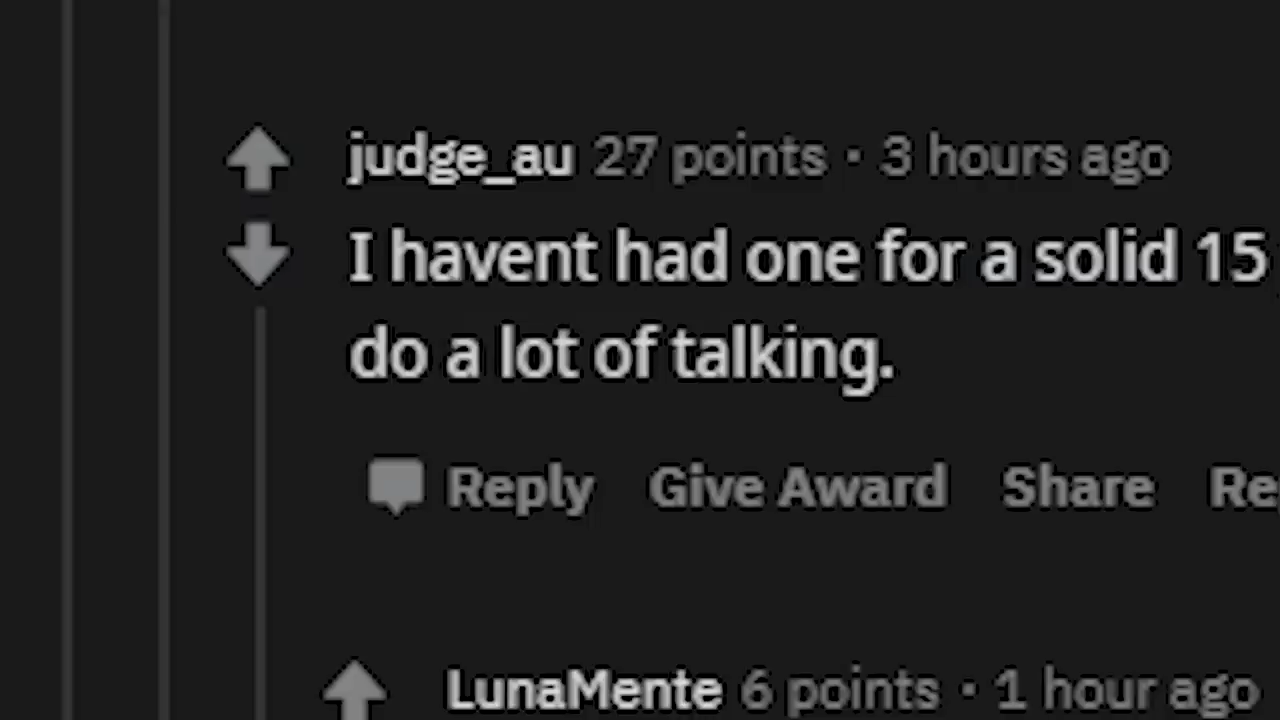 judge_au 27 points · 3 hours ago
I havent had one for a solid 15
do a lot of talking.
Reply Give Award Share Re
LunaMente 6 points · 1 hour ago